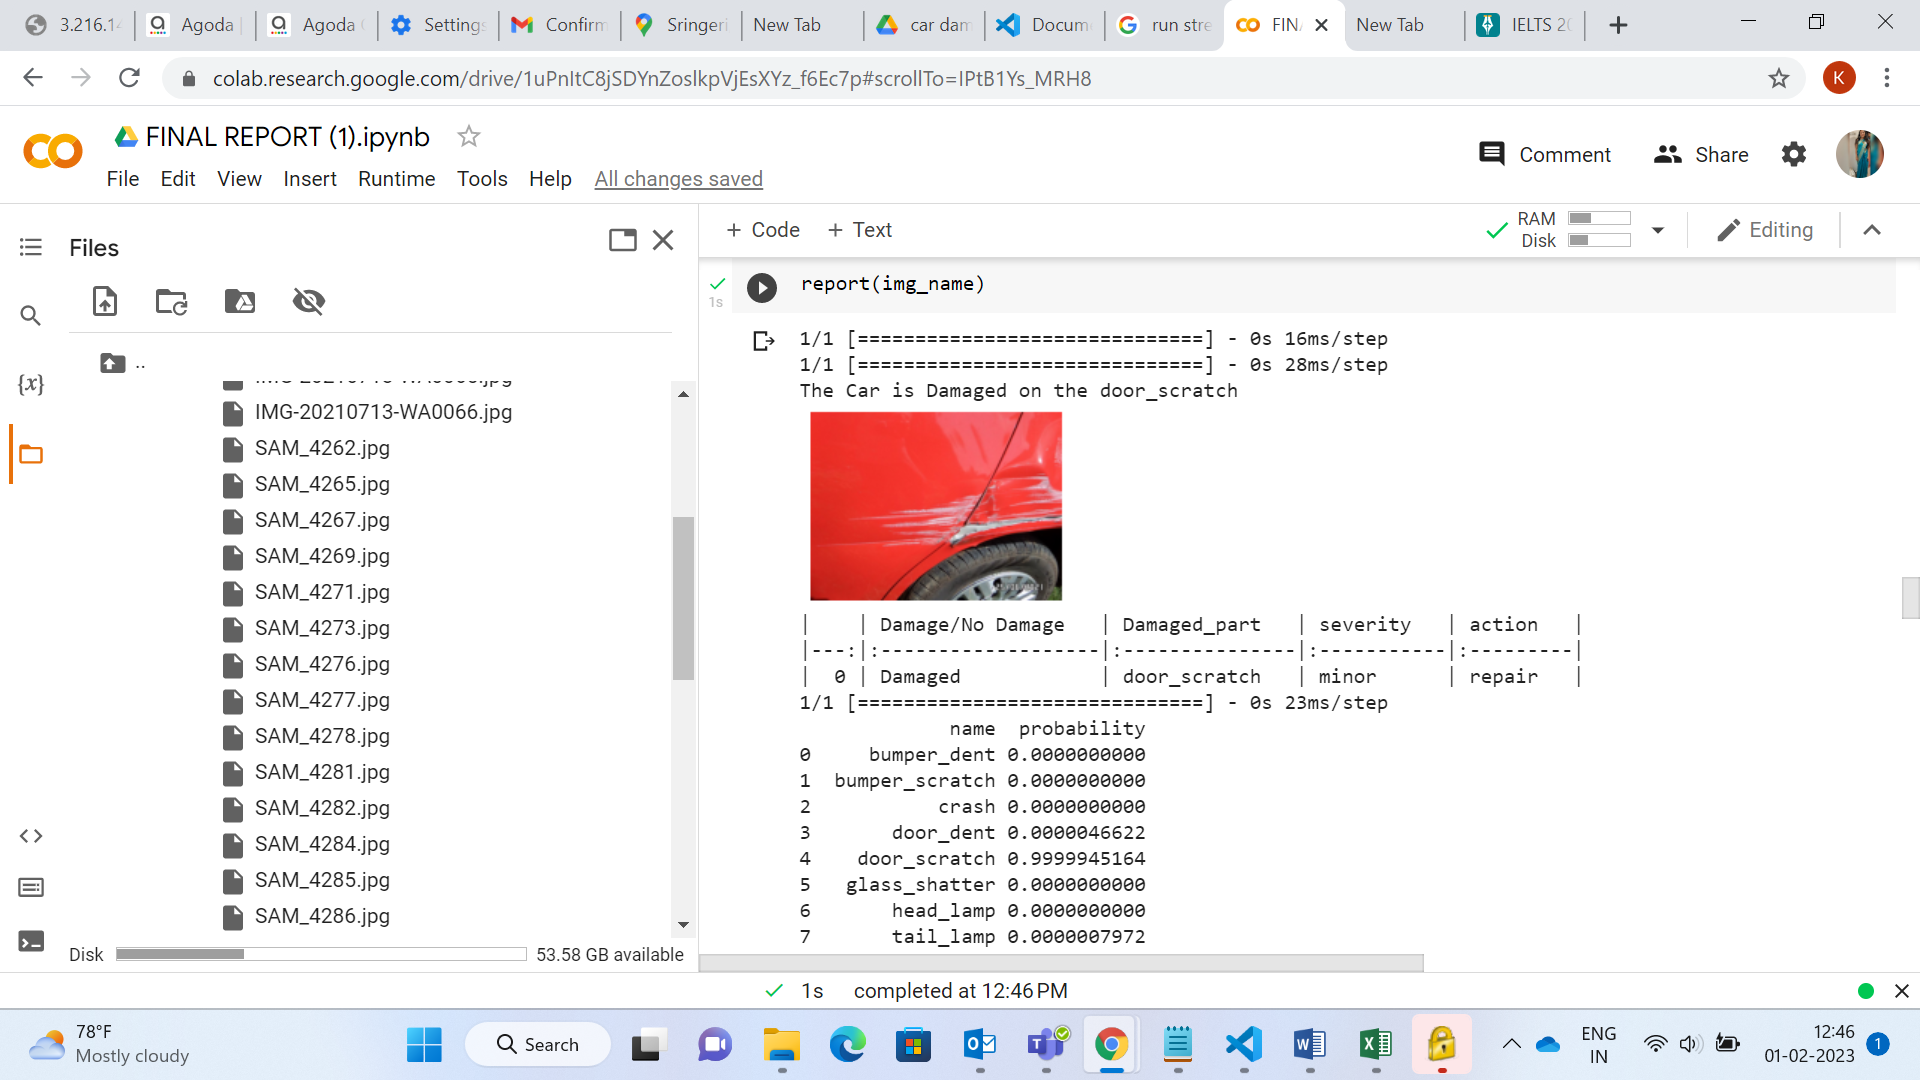 3.216.14
Agoda
Agoda
Settings
Confirm
Sringeri
New Tab
car dam
Docum
run stre
FIN
New Tab
IELTS 20
colab.research.google.com/drive/1uPnItC8jSDYnZoslkpVjEsXYz_f6Ec7p#scrollTo=IPtB1Ys_MRH8
K
FINAL REPORT (1).ipynb
File Edit View Insert Runtime Tools Help All changes saved
Comment
Share
Files
+ Code + Text
RAM
Disk
Editing
..
IMG-20210713-WA0066.jpg
SAM_4262.jpg
SAM_4265.jpg
SAM_4267.jpg
SAM_4269.jpg
SAM_4271.jpg
SAM_4273.jpg
SAM_4276.jpg
SAM_4277.jpg
SAM_4278.jpg
SAM_4281.jpg
SAM_4282.jpg
SAM_4284.jpg
SAM_4285.jpg
SAM_4286.jpg
Disk 53.58 GB available
{x}
1s
report(img_name)
1/1 [==============================] - 0s 16ms/step
1/1 [==============================] - 0s 28ms/step
The Car is Damaged on the door_scratch
|    | Damage/No Damage   | Damaged_part   | severity   | action   |
|---:|:-------------------|:---------------|:-----------|:---------|
|  0 | Damaged            | door_scratch   | minor      | repair   |
1/1 [==============================] - 0s 23ms/step
name probability
0 bumper_dent 0.0000000000
1 bumper_scratch 0.0000000000
2 crash 0.0000000000
3 door_dent 0.0000046622
4 door_scratch 0.9999945164
5 glass_shatter 0.0000000000
6 head_lamp 0.0000000000
7 tail_lamp 0.0000007972
1s completed at 12:46 PM
78°F
Mostly cloudy
Search
ENG
IN
12:46
01-02-2023
1